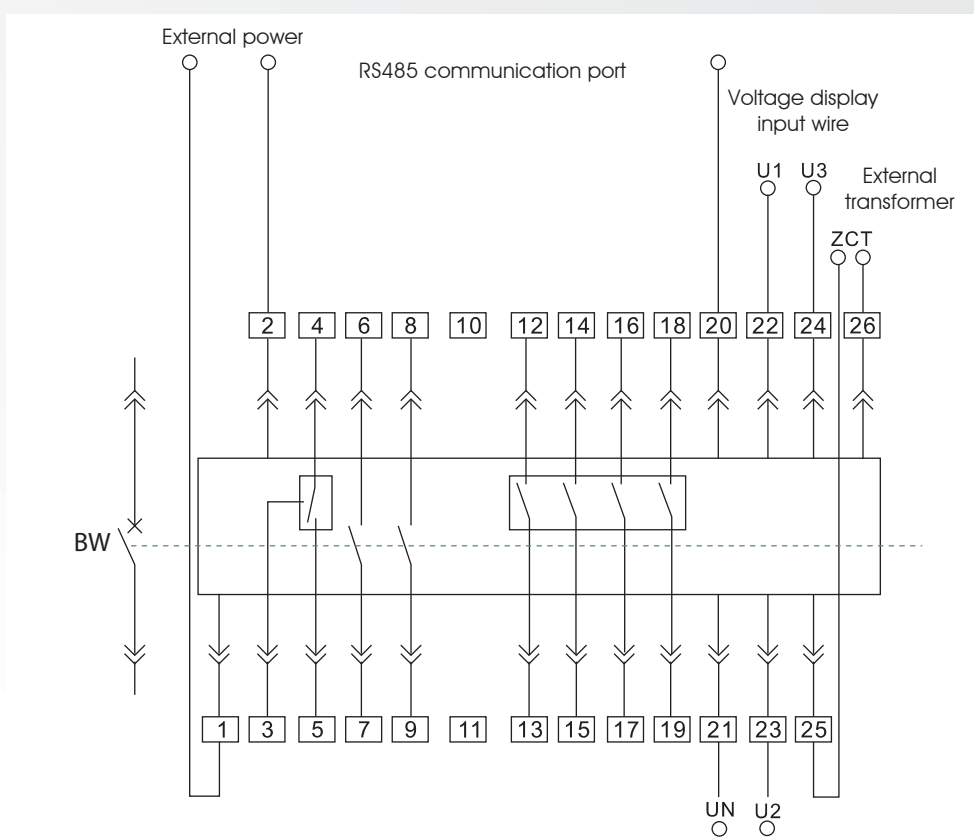 External power
RS485 communication port
Voltage display
input wire
U1 U3
External
transformer
ZCT
2 4 6 8 10 12 14 16 18 20 22 24 26
BW
1 3 5 7 9 11 13 15 17 19 21 23 25
UN U2